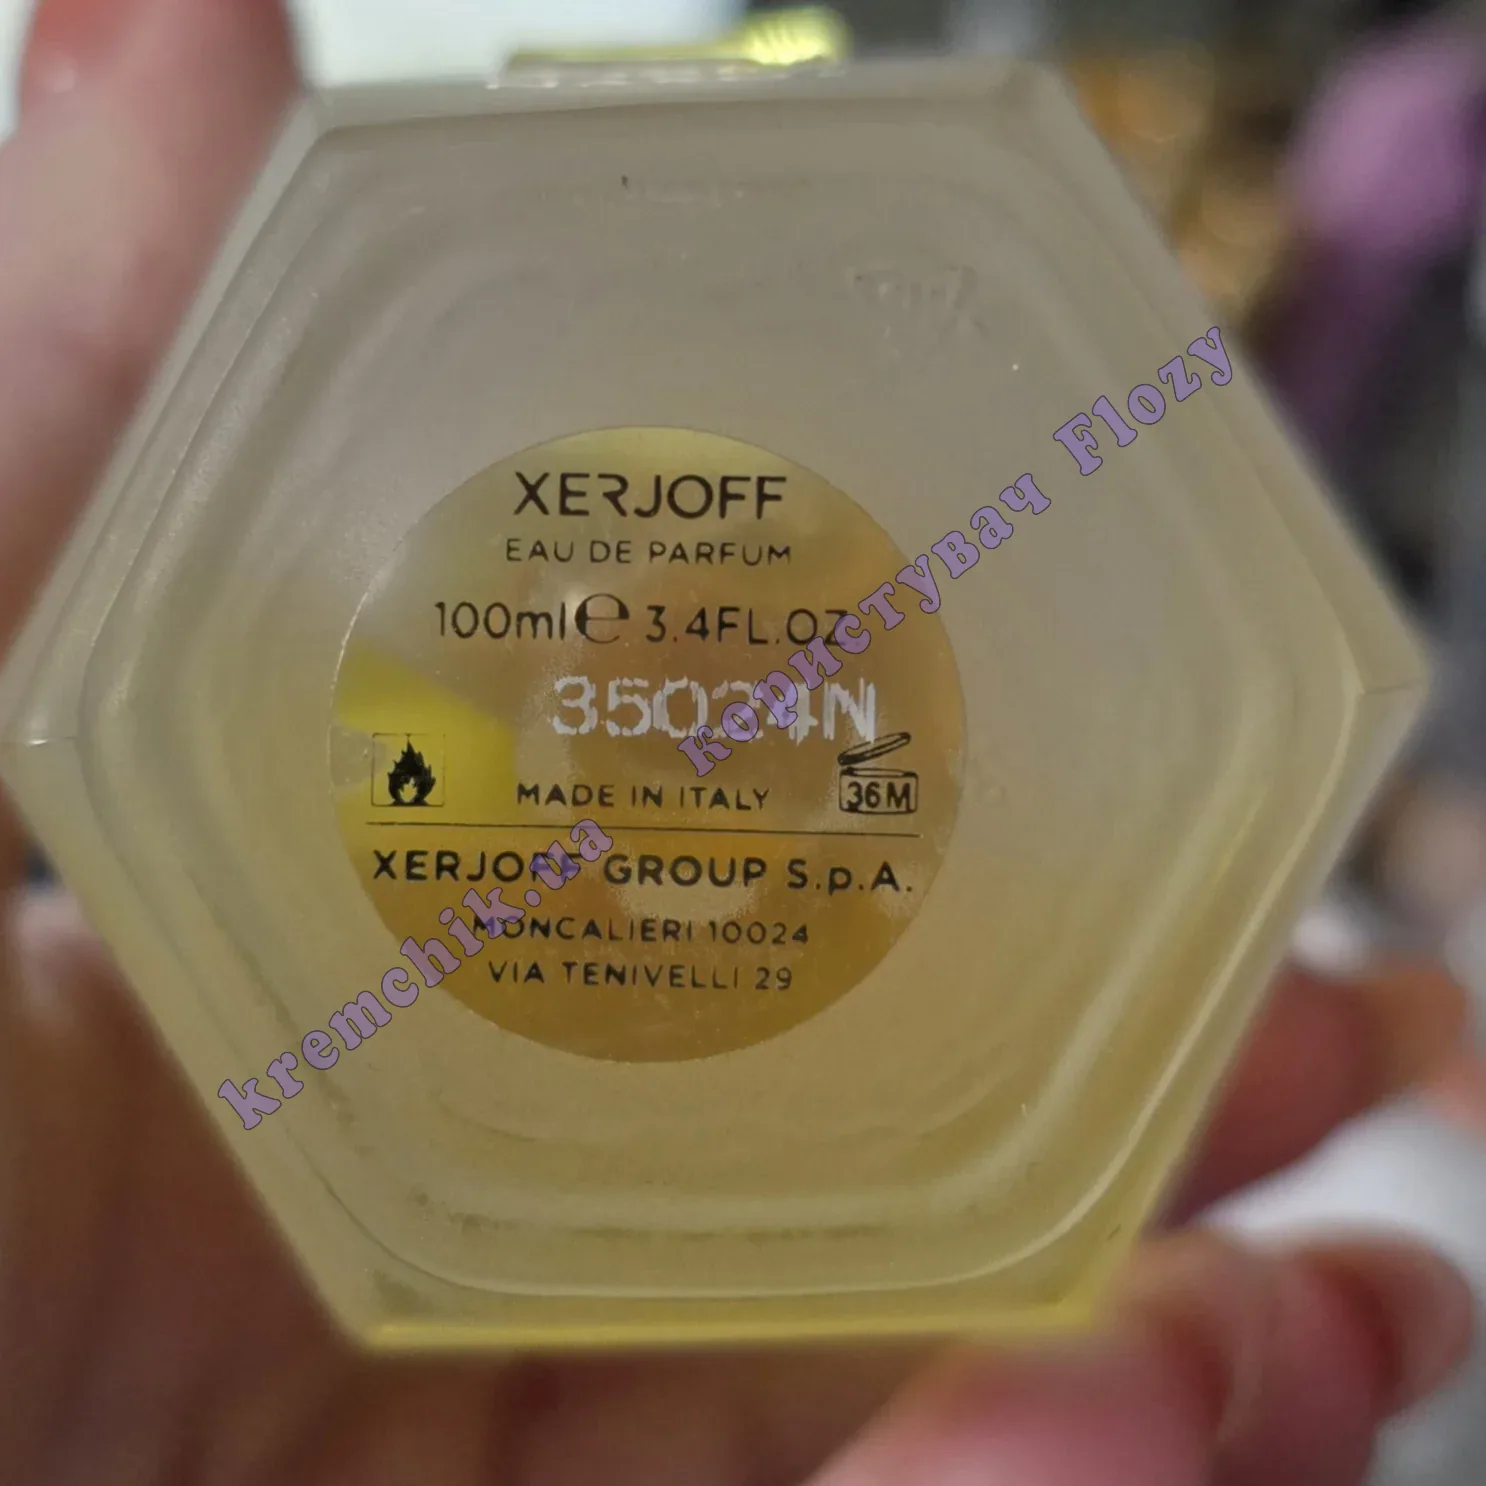 XERJOFF
EAU DE PARFUM
100ml e 3.4FL.OZ
35024N
MADE IN ITALY
36M
XERJOFF GROUP S.p.A.
MONCALIERI 10024
VIA TENIVELLI 29
kremchik.ua користувач Flozy